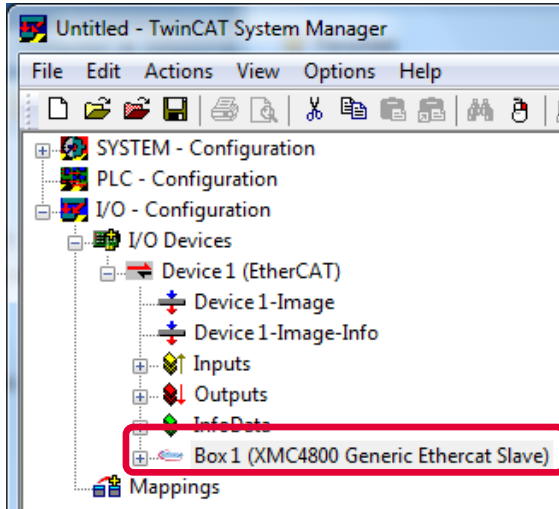 Untitled - TwinCAT System Manager
File Edit Actions View Options Help
SYSTEM - Configuration
PLC - Configuration
I/O - Configuration
I/O Devices
Device 1 (EtherCAT)
Device 1-Image
Device 1-Image-Info
Inputs
Outputs
InfoData
Box 1 (XMC4800 Generic Ethercat Slave)
Mappings